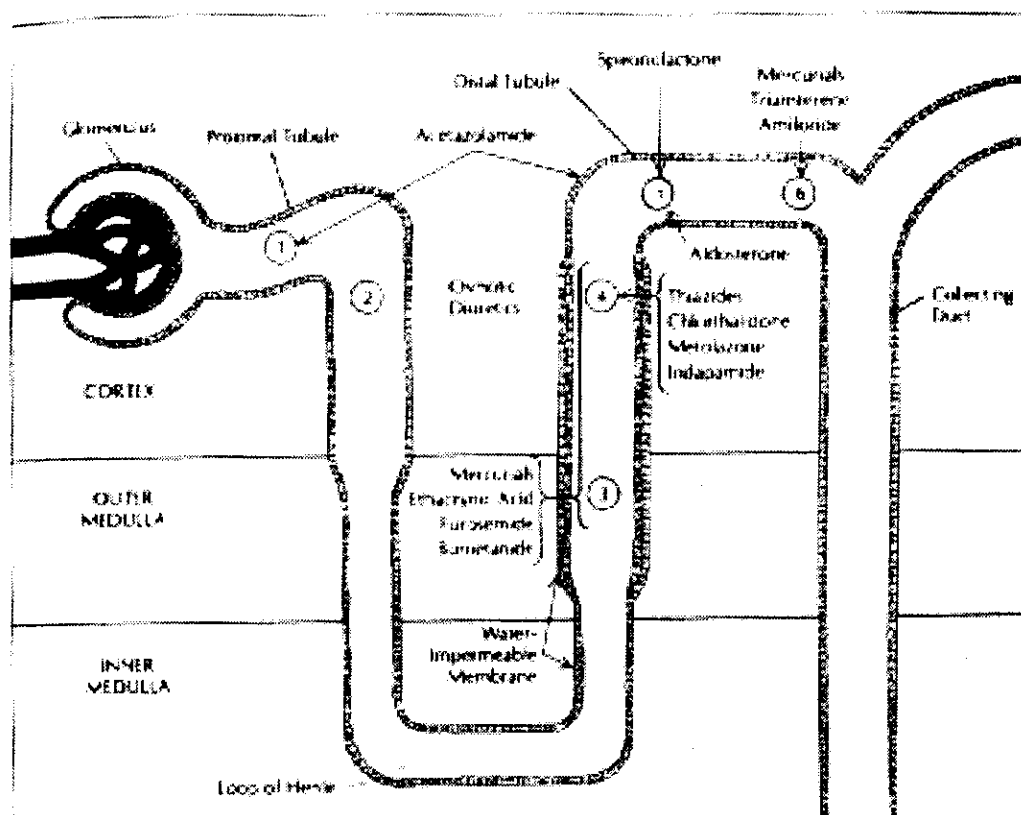 Spironolactone
Distal Tubule
Mercurials
Triamterene
Amiloride
Glomerulus
Proximal Tubule
Acetazolamide
1
5
6
Aldosterone
2
Osmotic
Diuretics
4
Thiazides
Chlorthalidone
Metolazone
Indapamide
Collecting
Duct
CORTEX
OUTER
MEDULLA
Mercurials
Ethacrynic Acid
Furosemide
Bumetanide
3
Water-
Impermeable
Membrane
INNER
MEDULLA
Loop of Henle